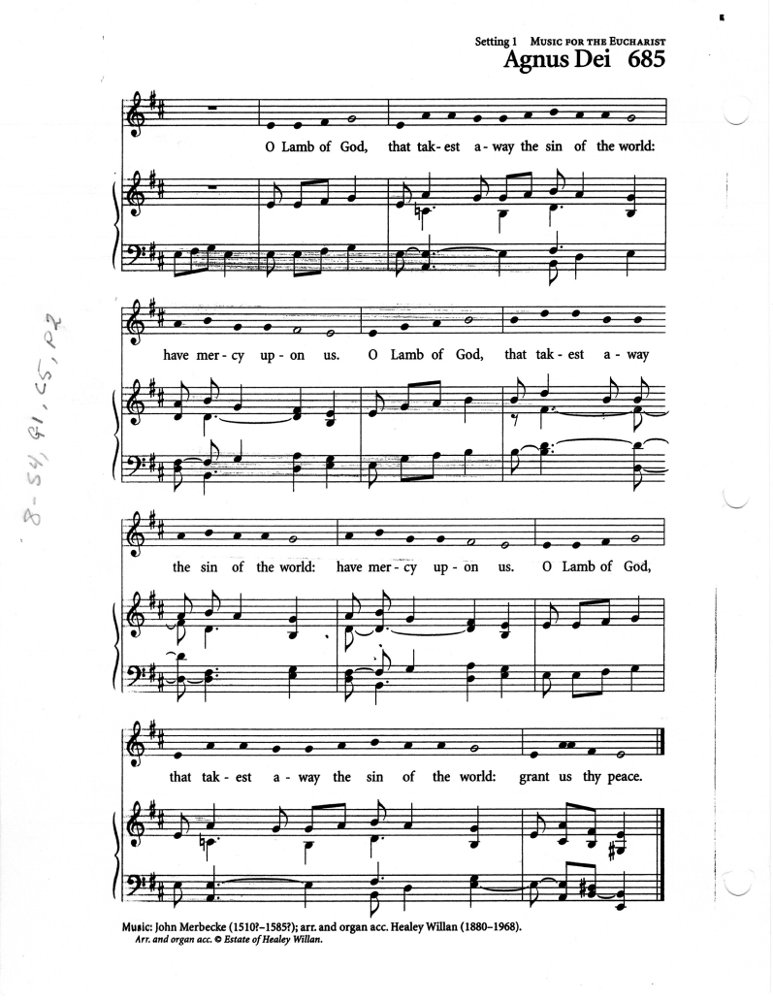 Setting 1 MUSIC FOR THE EUCHARIST
Agnus Dei 685
O Lamb of God, that tak-est a-way the sin of the world:
have mer-cy up-on us. O Lamb of God, that tak-est a-way
the sin of the world: have mer-cy up-on us. O Lamb of God,
that tak-est a-way the sin of the world: grant us thy peace.
Music: John Merbecke (1510?–1585?); arr. and organ acc. Healey Willan (1880–1968).
Arr. and organ acc. © Estate of Healey Willan.
8-S4, G1, C5, P2